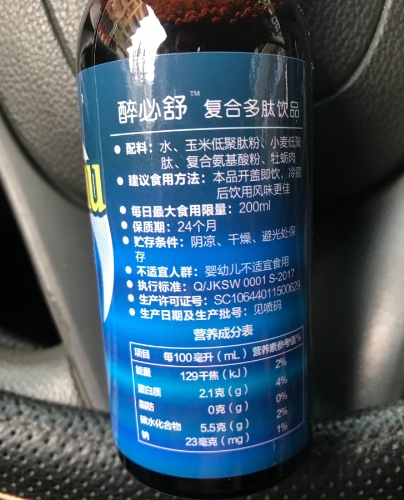 醉必舒™ 复合多肽饮品
配料：水、玉米低聚肽粉、小麦低聚
肽、复合氨基酸粉、牡蛎肉
建议食用方法：本品开盖即饮，冷藏
后饮用风味更佳
每日最大食用限量：200ml
保质期：24个月
贮存条件：阴凉、干燥、避光处保
存
不适宜人群：婴幼儿不适宜食用
执行标准：Q/JKSW 0001 S-2017
生产许可证号：SC10644011500629
生产日期及生产批号：见喷码
营养成分表
项目 每100毫升（mL） 营养素参考值%
能量 129千焦（kJ） 2%
蛋白质 2.1克（g） 4%
脂肪 0克（g） 0%
碳水化合物 5.5克（g） 2%
钠 23毫克（mg） 1%